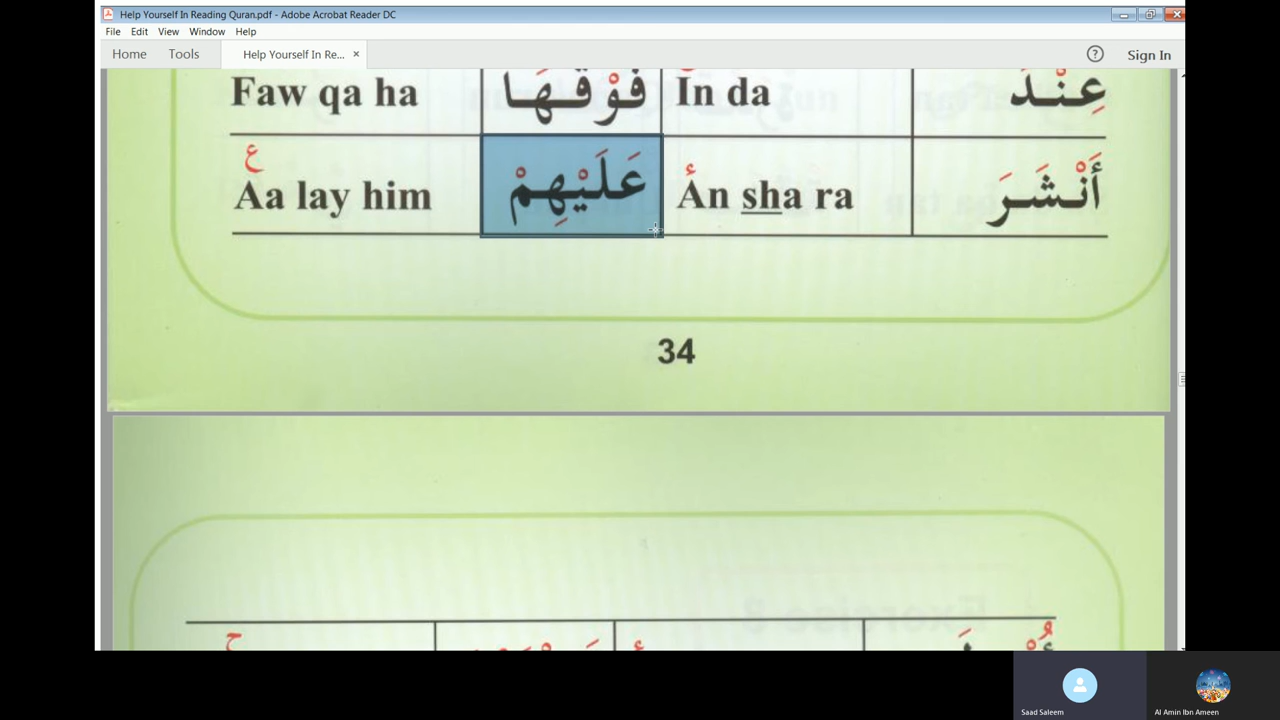 Help Yourself In Reading Quran.pdf - Adobe Acrobat Reader DC
File Edit View Window Help
Home Tools Help Yourself In Re... × ? Sign In
Faw qa ha فَوْقَهَا In da عِنْدَ
ع
Aa lay him عَلَيْهِمْ Ån sha ra أَنْشَرَ
34
ح
Saad Saleem Al Amin Ibn Ameen